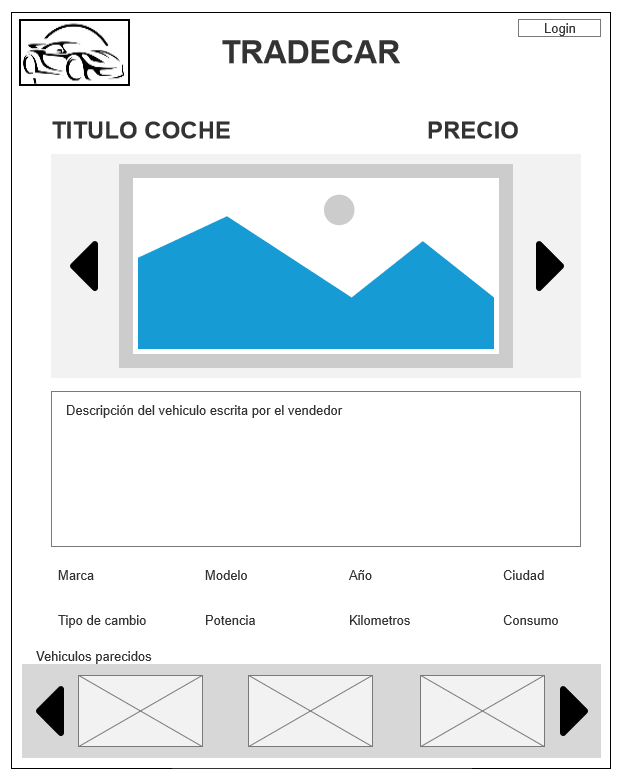 Login
TRADECAR
TITULO COCHE
PRECIO
Descripción del vehiculo escrita por el vendedor
Marca
Modelo
Año
Ciudad
Tipo de cambio
Potencia
Kilometros
Consumo
Vehiculos parecidos